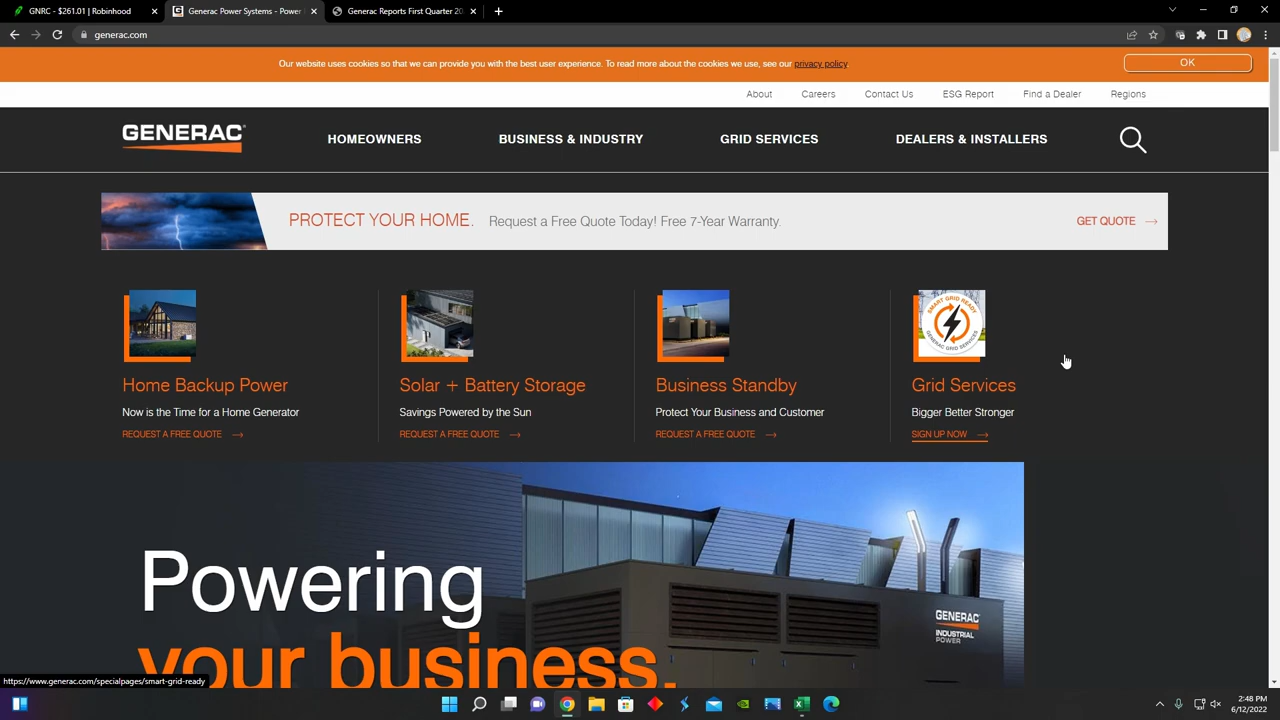 GNRC - $261.01 | Robinhood
Generac Power Systems - Power
Generac Reports First Quarter 20
generac.com
Our website uses cookies so that we can provide you with the best user experience. To read more about the cookies we use, see our privacy policy.
OK
About
Careers
Contact Us
ESG Report
Find a Dealer
Regions
GENERAC
HOMEOWNERS
BUSINESS & INDUSTRY
GRID SERVICES
DEALERS & INSTALLERS
PROTECT YOUR HOME. Request a Free Quote Today! Free 7-Year Warranty.
GET QUOTE
SMART GRID READY
GENERAC GRID SERVICES
Home Backup Power
Now is the Time for a Home Generator
REQUEST A FREE QUOTE
Solar + Battery Storage
Savings Powered by the Sun
REQUEST A FREE QUOTE
Business Standby
Protect Your Business and Customer
REQUEST A FREE QUOTE
Grid Services
Bigger Better Stronger
SIGN UP NOW
Powering
your business.
GENERAC
INDUSTRIAL
POWER
https://www.generac.com/specialpages/smart-grid-ready
2:48 PM
6/12/2022